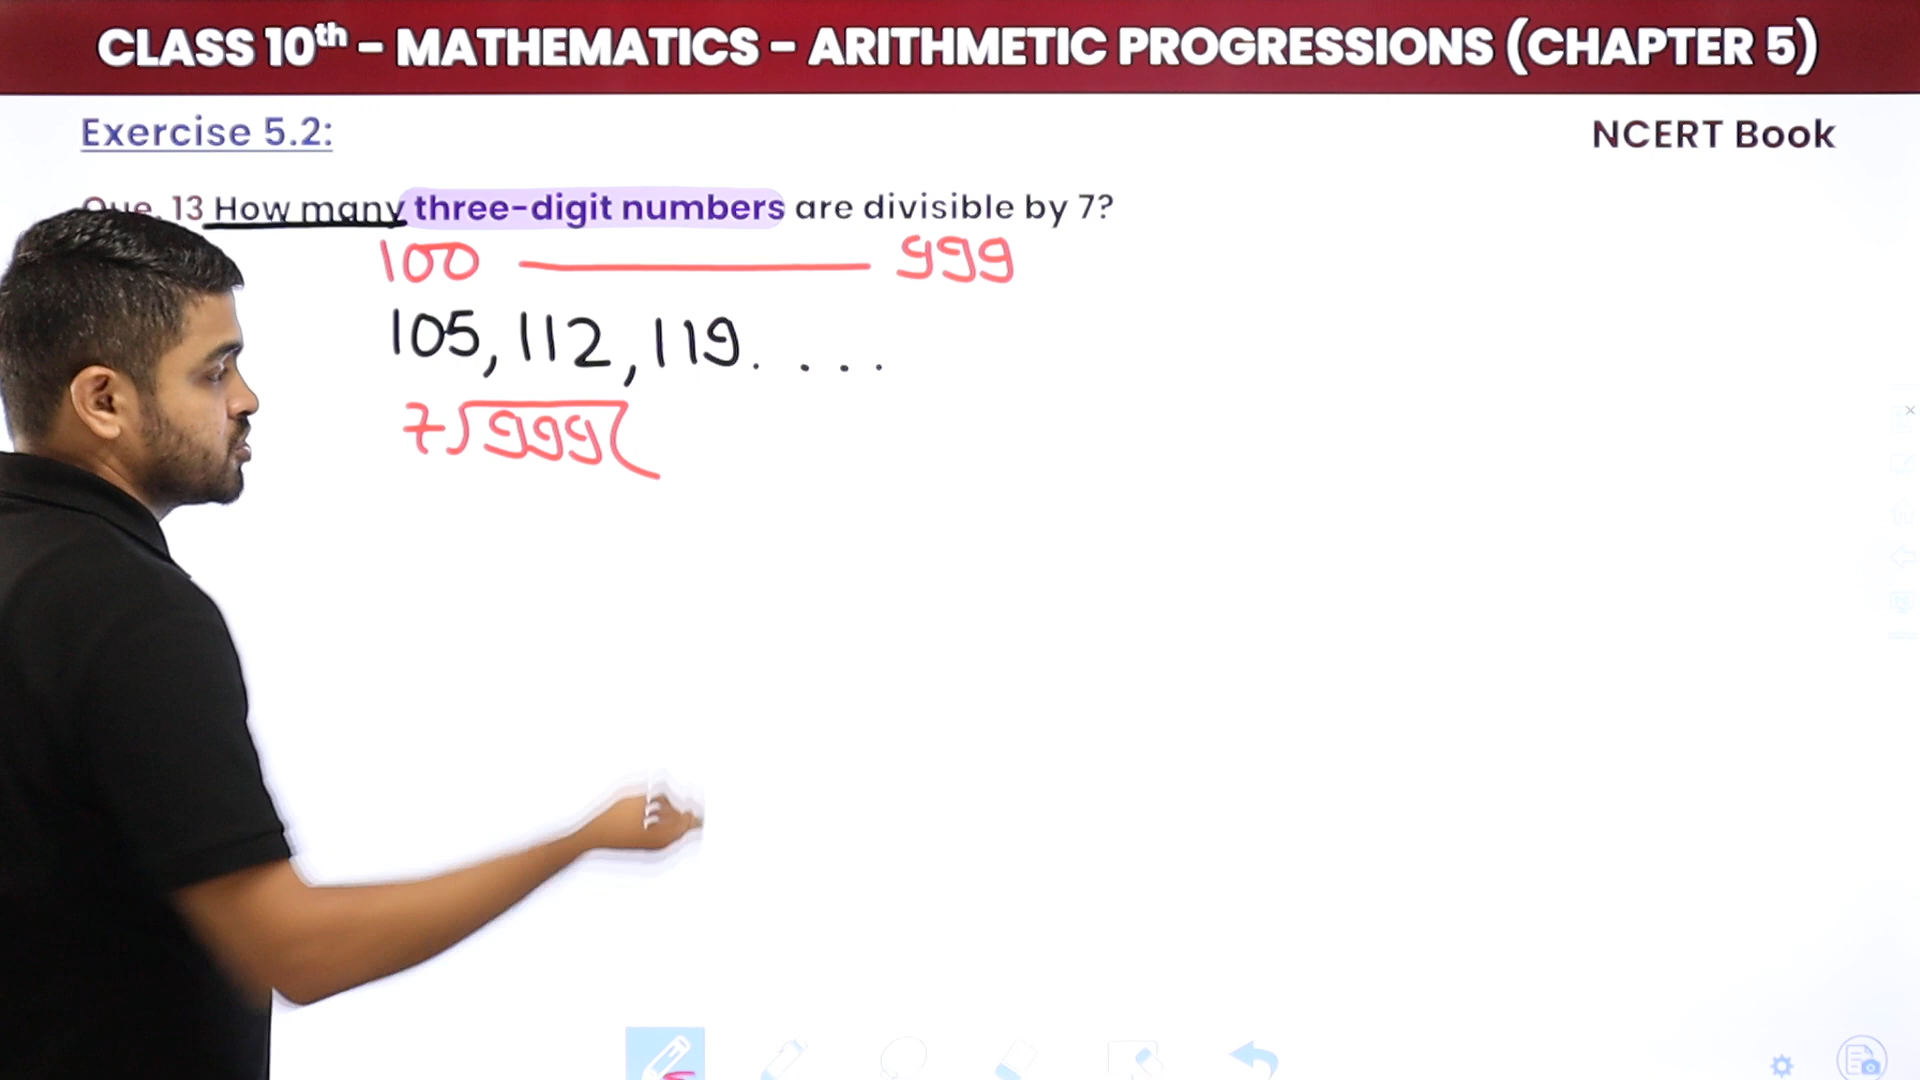 CLASS 10th – MATHEMATICS – ARITHMETIC PROGRESSIONS (CHAPTER 5)
Exercise 5.2:
NCERT Book
Que. 13 How many three-digit numbers are divisible by 7?
100 — 999
105, 112, 119. . . .
7)999(